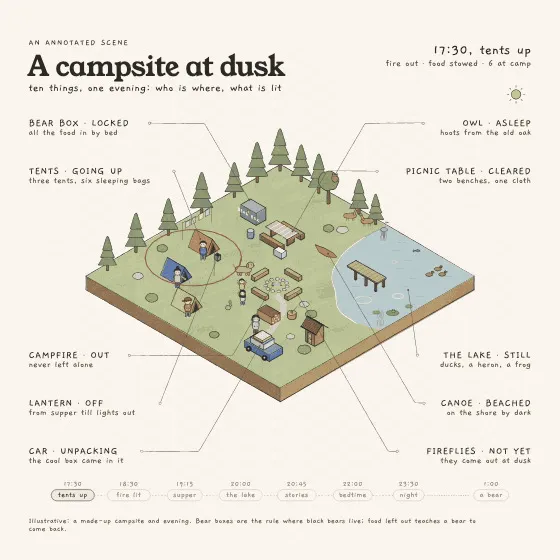 AN ANNOTATED SCENE
A campsite at dusk
ten things, one evening: who is where, what is lit
17:30, tents up
fire out · food stowed · 6 at camp
BEAR BOX · LOCKED
all the food in by bed
OWL · ASLEEP
hoots from the old oak
TENTS · GOING UP
three tents, six sleeping bags
PICNIC TABLE · CLEARED
two benches, one cloth
CAMPFIRE · OUT
never left alone
THE LAKE · STILL
ducks, a heron, a frog
LANTERN · OFF
from supper till lights out
CANOE · BEACHED
on the shore by dark
CAR · UNPACKING
the cool box came in it
FIREFLIES · NOT YET
they come out at dusk
17:30 18:30 19:00 20:00 20:45 22:00 23:30 1:00
tents up fire lit supper the lake stories bedtime night a bear
Illustrative: a made-up campsite and evening. Bear boxes are the rule where black bears live; food left out teaches a bear to
come back.